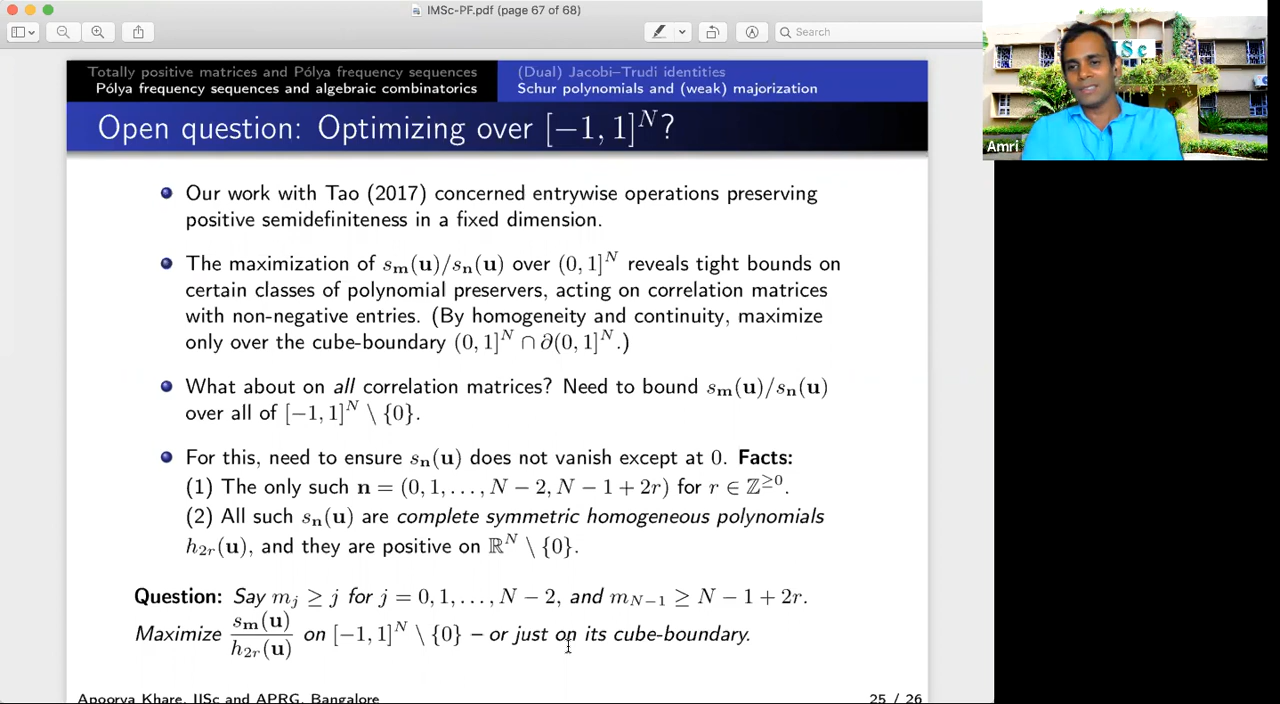 IMSc-PF.pdf (page 67 of 68)
Search
Totally positive matrices and Pólya frequency sequences
Pólya frequency sequences and algebraic combinatorics
(Dual) Jacobi–Trudi identities
Schur polynomials and (weak) majorization
Open question: Optimizing over [−1, 1]^N?
Our work with Tao (2017) concerned entrywise operations preserving
positive semidefiniteness in a fixed dimension.
The maximization of s_m(u)/s_n(u) over (0, 1]^N reveals tight bounds on
certain classes of polynomial preservers, acting on correlation matrices
with non-negative entries. (By homogeneity and continuity, maximize
only over the cube-boundary (0, 1]^N ∩ ∂(0, 1]^N.)
What about on all correlation matrices? Need to bound s_m(u)/s_n(u)
over all of [−1, 1]^N \ {0}.
For this, need to ensure s_n(u) does not vanish except at 0. Facts:
(1) The only such n = (0, 1, . . . , N − 2, N − 1 + 2r) for r ∈ ℤ^≥0.
(2) All such s_n(u) are complete symmetric homogeneous polynomials
h_2r(u), and they are positive on ℝ^N \ {0}.
Question: Say m_j ≥ j for j = 0, 1, . . . , N − 2, and m_N−1 ≥ N − 1 + 2r.
Maximize s_m(u)/h_2r(u) on [−1, 1]^N \ {0} – or just on its cube-boundary.
Apoorva Khare, IISc and APRG, Bangalore
25 / 26
Amri